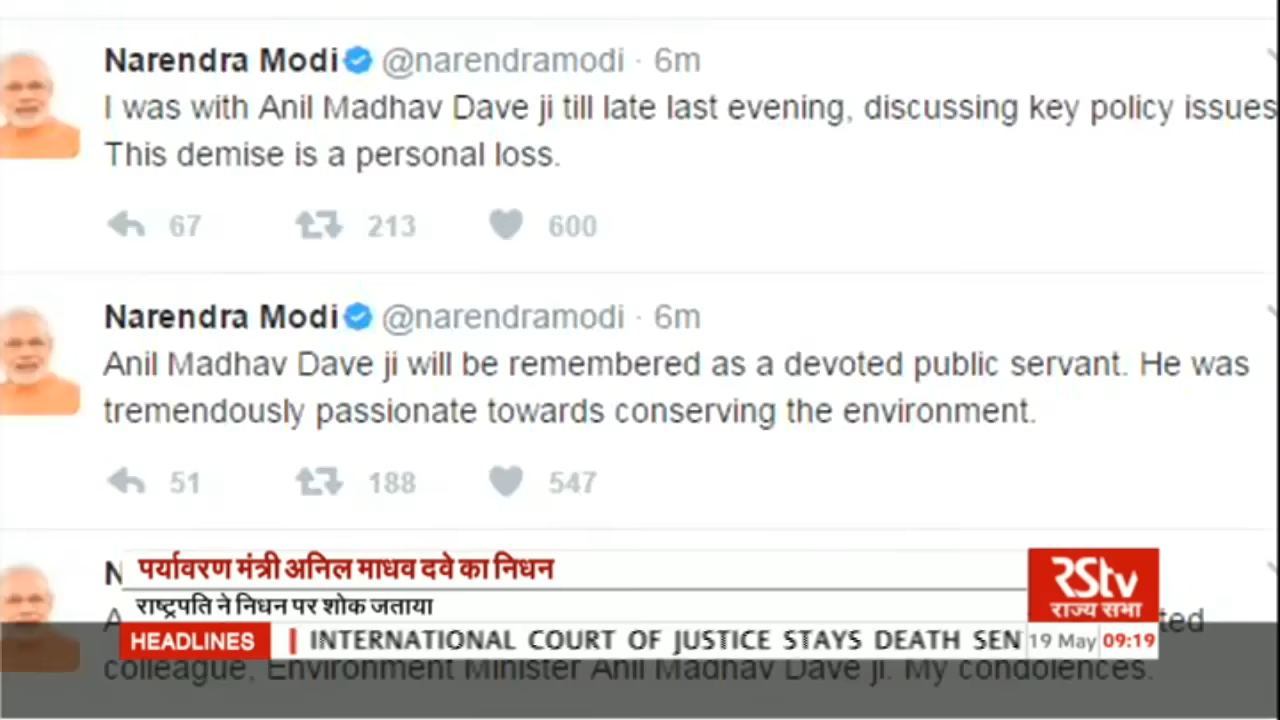 Narendra Modi @narendramodi · 6m
I was with Anil Madhav Dave ji till late last evening, discussing key policy issues
This demise is a personal loss.
67 213 600
Narendra Modi @narendramodi · 6m
Anil Madhav Dave ji will be remembered as a devoted public servant. He was
tremendously passionate towards conserving the environment.
51 188 547
N
पर्यावरण मंत्री अनिल माधव दवे का निधन
राष्ट्रपति ने निधन पर शोक जताया
RStv
राज्य सभा
A ted
HEADLINES | INTERNATIONAL COURT OF JUSTICE STAYS DEATH SEN 19 May 09:19
colleague, Environment Minister Anil Madhav Dave ji. My condolences.